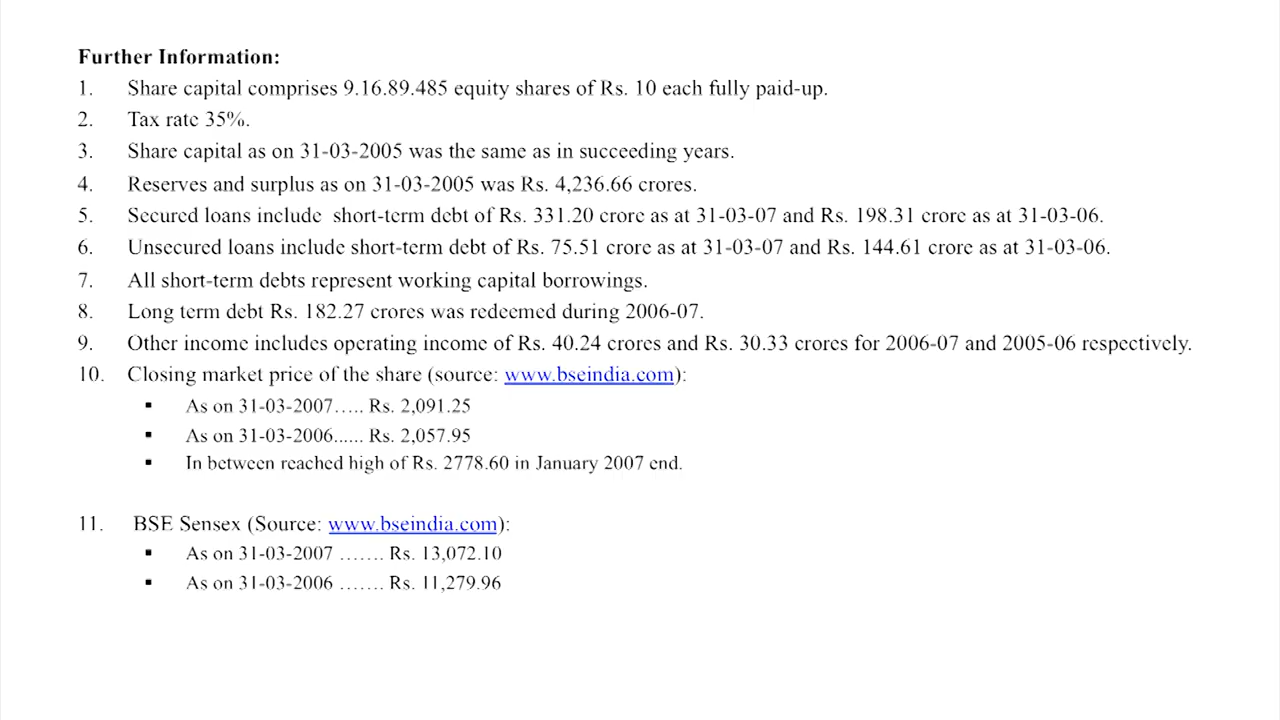 Further Information:
1. Share capital comprises 9.16.89.485 equity shares of Rs. 10 each fully paid-up.
2. Tax rate 35%.
3. Share capital as on 31-03-2005 was the same as in succeeding years.
4. Reserves and surplus as on 31-03-2005 was Rs. 4,236.66 crores.
5. Secured loans include short-term debt of Rs. 331.20 crore as at 31-03-07 and Rs. 198.31 crore as at 31-03-06.
6. Unsecured loans include short-term debt of Rs. 75.51 crore as at 31-03-07 and Rs. 144.61 crore as at 31-03-06.
7. All short-term debts represent working capital borrowings.
8. Long term debt Rs. 182.27 crores was redeemed during 2006-07.
9. Other income includes operating income of Rs. 40.24 crores and Rs. 30.33 crores for 2006-07 and 2005-06 respectively.
10. Closing market price of the share (source: www.bseindia.com):
▪ As on 31-03-2007….. Rs. 2,091.25
▪ As on 31-03-2006...... Rs. 2,057.95
▪ In between reached high of Rs. 2778.60 in January 2007 end.
11. BSE Sensex (Source: www.bseindia.com):
▪ As on 31-03-2007 ……. Rs. 13,072.10
▪ As on 31-03-2006 ……. Rs. 11,279.96